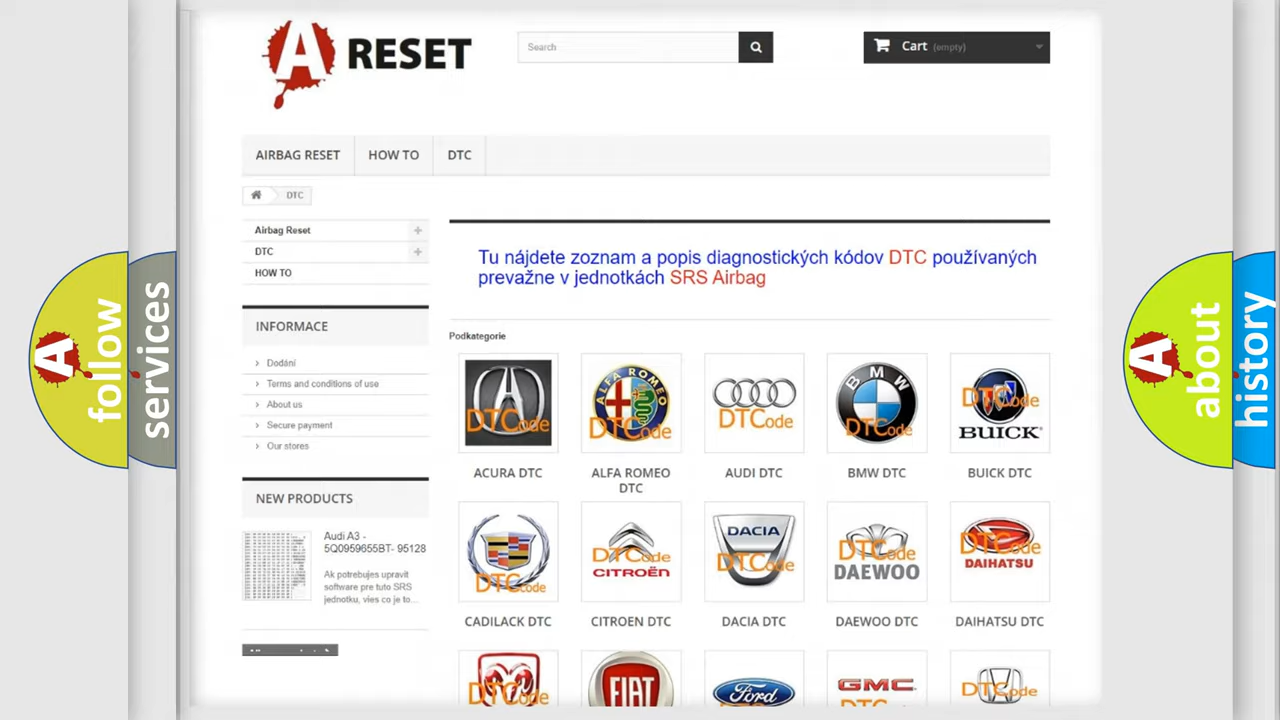 A RESET
Search
Cart (empty)
AIRBAG RESET
HOW TO
DTC
DTC
Airbag Reset
DTC
HOW TO
INFORMACE
Dodání
Terms and conditions of use
About us
Secure payment
Our stores
NEW PRODUCTS
Audi A3 -
5Q0959655BT- 95128
Ak potrebujes upravit
software pre tuto SRS
jednotku, vies co je to...
Tu nájdete zoznam a popis diagnostických kódov DTC používaných
prevažne v jednotkách SRS Airbag
Podkategorie
DTCode
ALFA ROMEO
DTCode
DTCode
BMW
DTCode
DTCode
BUICK
ACURA DTC
ALFA ROMEO
DTC
AUDI DTC
BMW DTC
BUICK DTC
DTCode
DTCode
CITROËN
DACIA
DTCode
DTCode
DAEWOO
DTCode
DAIHATSU
CADILACK DTC
CITROEN DTC
DACIA DTC
DAEWOO DTC
DAIHATSU DTC
DTCode
FIAT
Ford
GMC
DTCode
A follow
services
A about
history